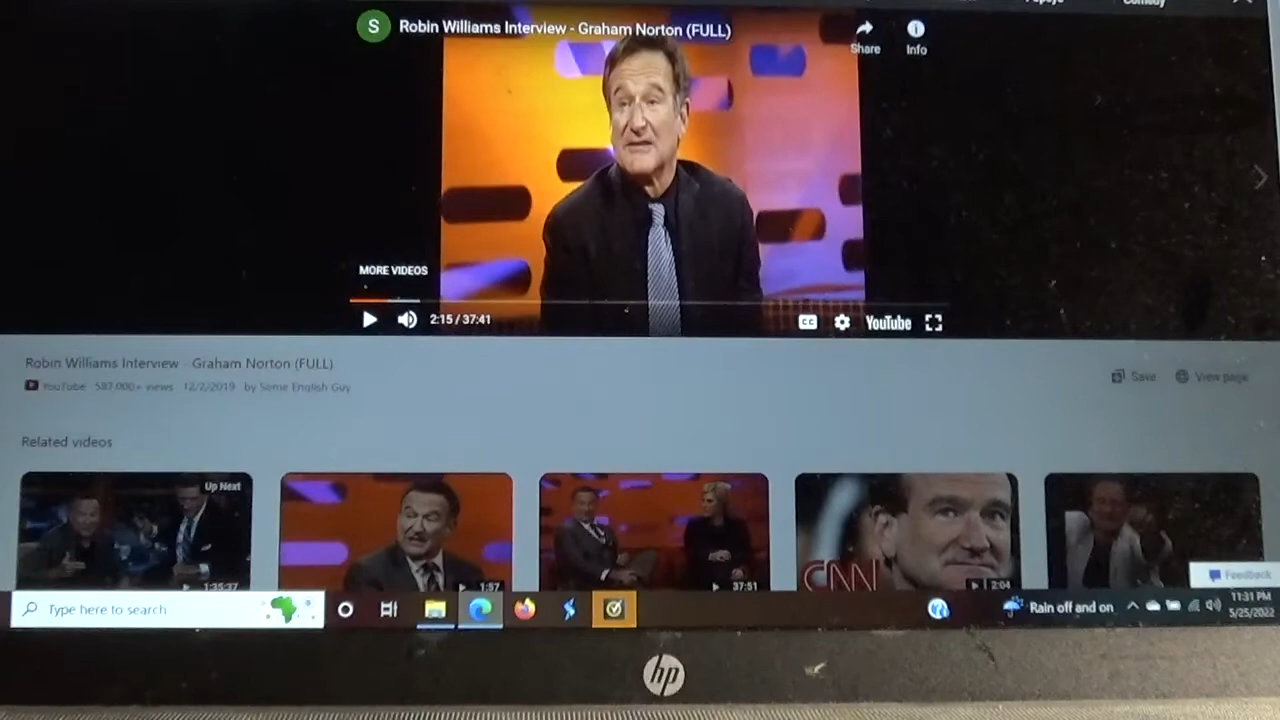 Comedy
S
Robin Williams Interview - Graham Norton (FULL)
Share
Info
MORE VIDEOS
2:15 / 37:41
CC
YouTube
Robin Williams Interview - Graham Norton (FULL)
YouTube 587,000+ views 12/2/2019 by Some English Guy
Save
View page
Related videos
Up Next
1:35:37
1:57
37:51
CNN
2:04
Feedback
Type here to search
Rain off and on
11:31 PM
5/25/2022
hp